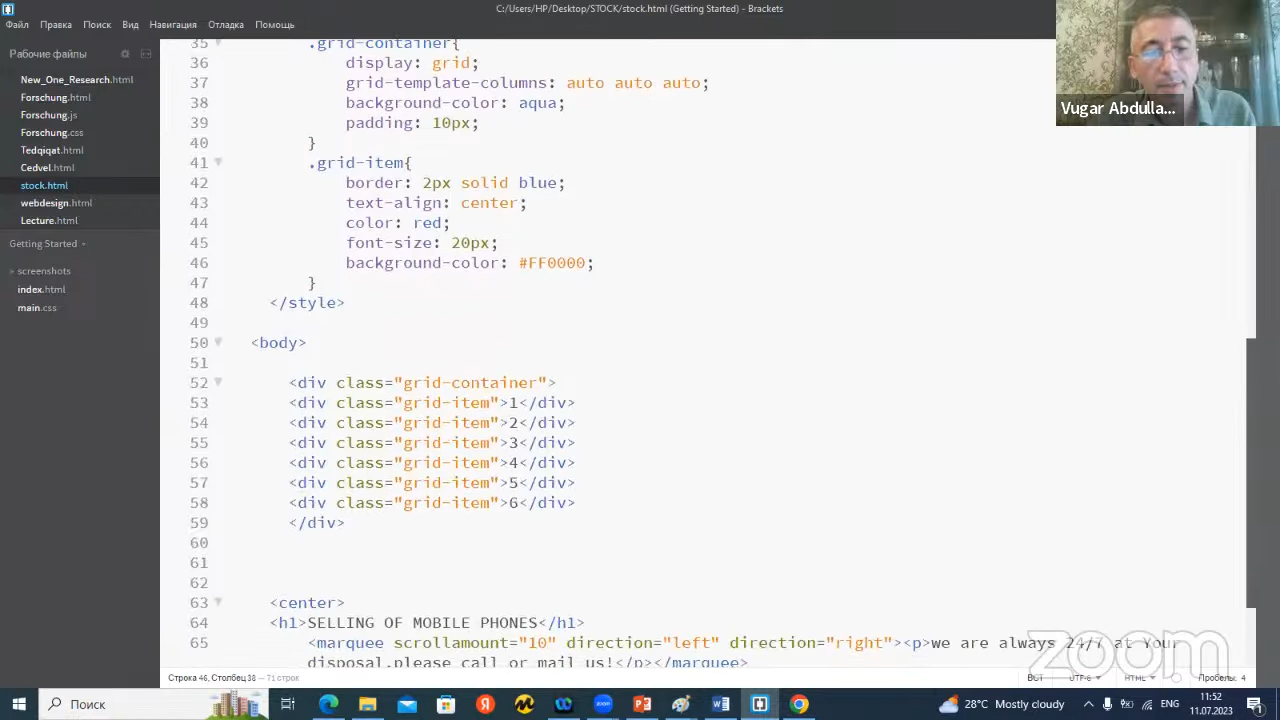 C:/Users/HP/Desktop/STOCK/stock.html (Getting Started) - Brackets
Файл Правка Поиск Вид Навигация Отладка Помощь
Рабочие файлы
New_One_Research.html
Forschung.html
Forschung.js
Forschung.css
Tedqiqat.html
Cedvel.html
stock.html
webdesign.html
Lecture.html
Getting Started
screenshots
index.html
main.css
35 .grid-container{
36 display: grid;
37 grid-template-columns: auto auto auto;
38 background-color: aqua;
39 padding: 10px;
40 }
41 .grid-item{
42 border: 2px solid blue;
43 text-align: center;
44 color: red;
45 font-size: 20px;
46 background-color: #FF0000;
47 }
48 </style>
49
50 <body>
51
52 <div class="grid-container">
53 <div class="grid-item">1</div>
54 <div class="grid-item">2</div>
55 <div class="grid-item">3</div>
56 <div class="grid-item">4</div>
57 <div class="grid-item">5</div>
58 <div class="grid-item">6</div>
59 </div>
60
61
62
63 <center>
64 <h1>SELLING OF MOBILE PHONES</h1>
65 <marquee scrollamount="10" direction="left" direction="right"><p>we are always 24/7 at Your
disposal,please call or mail us!</p></marquee>
Vugar Abdulla...
zoom
Строка 46, Столбец 38 — 71 строк
ВСТ UTF-8 HTML Пробелы: 4
Поиск
28°C Mostly cloudy
ENG
11:52
11.07.2023